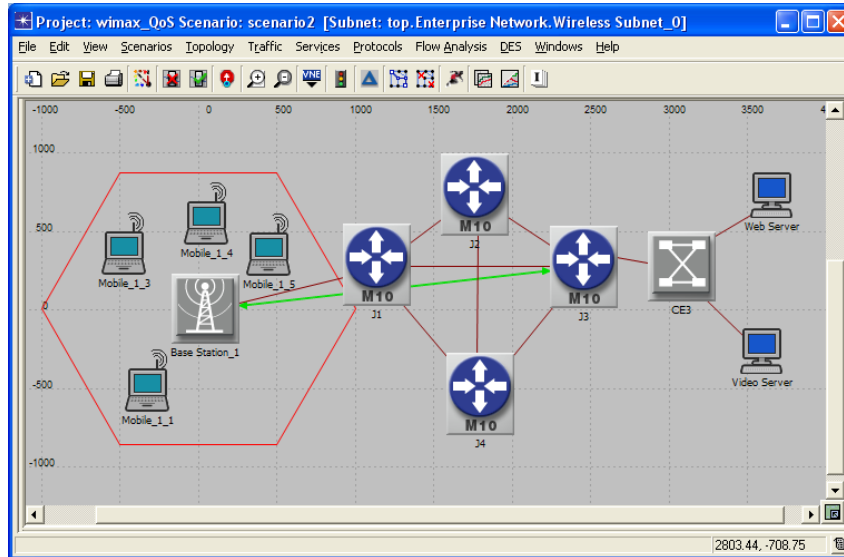 Project: wimax_QoS Scenario: scenario2 [Subnet: top.Enterprise Network.Wireless Subnet_0]
File Edit View Scenarios Topology Traffic Services Protocols Flow Analysis DES Windows Help
VNE
-1000 -500 0 500 1000 1500 2000 2500 3000 3500 4
1000
500
0
-500
-1000
Mobile_1_4
Mobile_1_3
Mobile_1_5
Base Station_1
Mobile_1_1
M10
J1
M10
J2
M10
J3
M10
J4
CE3
Web Server
Video Server
2803.44, -708.75